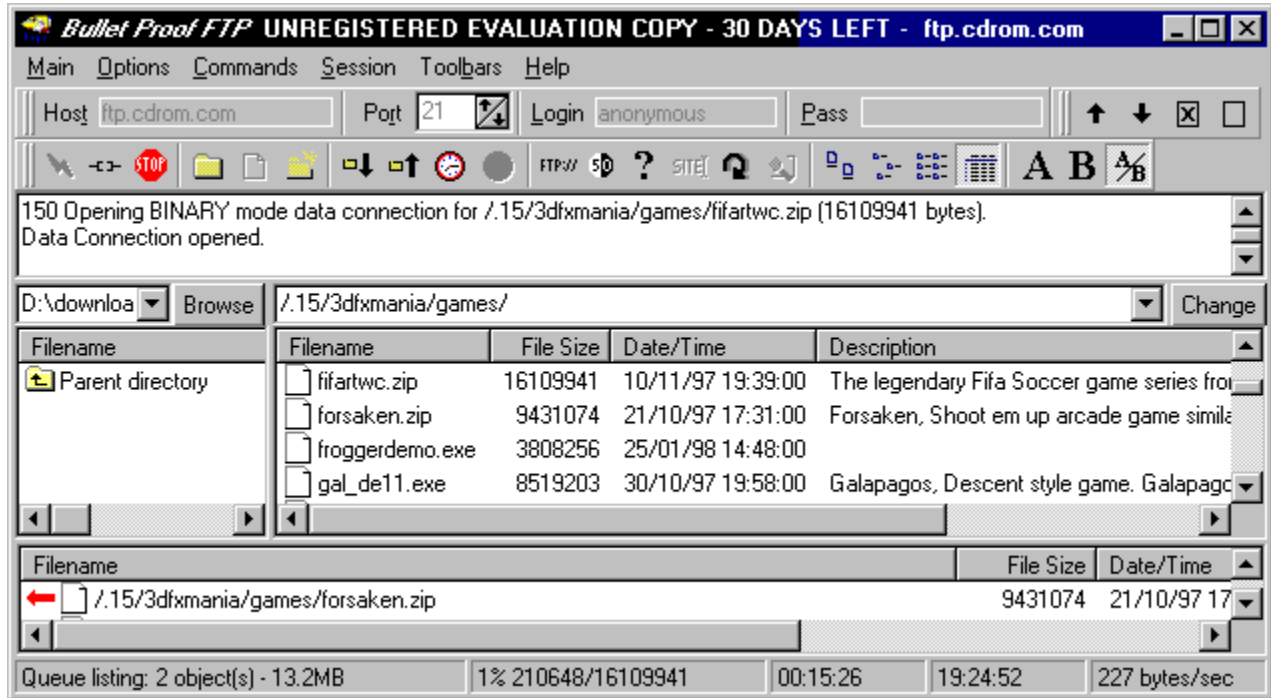 Bullet Proof FTP UNREGISTERED EVALUATION COPY - 30 DAYS LEFT - ftp.cdrom.com
Main Options Commands Session Toolbars Help
Host ftp.cdrom.com Port 21 Login anonymous Pass
STOP FTP:// 50 ? SITE A B A/B
150 Opening BINARY mode data connection for /.15/3dfxmania/games/fifartwc.zip (16109941 bytes).
Data Connection opened.
D:\downloa Browse /.15/3dfxmania/games/ Change
Filename Filename File Size Date/Time Description
Parent directory fifartwc.zip 16109941 10/11/97 19:39:00 The legendary Fifa Soccer game series from
forsaken.zip 9431074 21/10/97 17:31:00 Forsaken, Shoot em up arcade game simila
froggerdemo.exe 3808256 25/01/98 14:48:00
gal_de11.exe 8519203 30/10/97 19:58:00 Galapagos, Descent style game. Galapago
Filename File Size Date/Time
/.15/3dfxmania/games/forsaken.zip 9431074 21/10/97 17
Queue listing: 2 object(s) - 13.2MB 1% 210648/16109941 00:15:26 19:24:52 227 bytes/sec